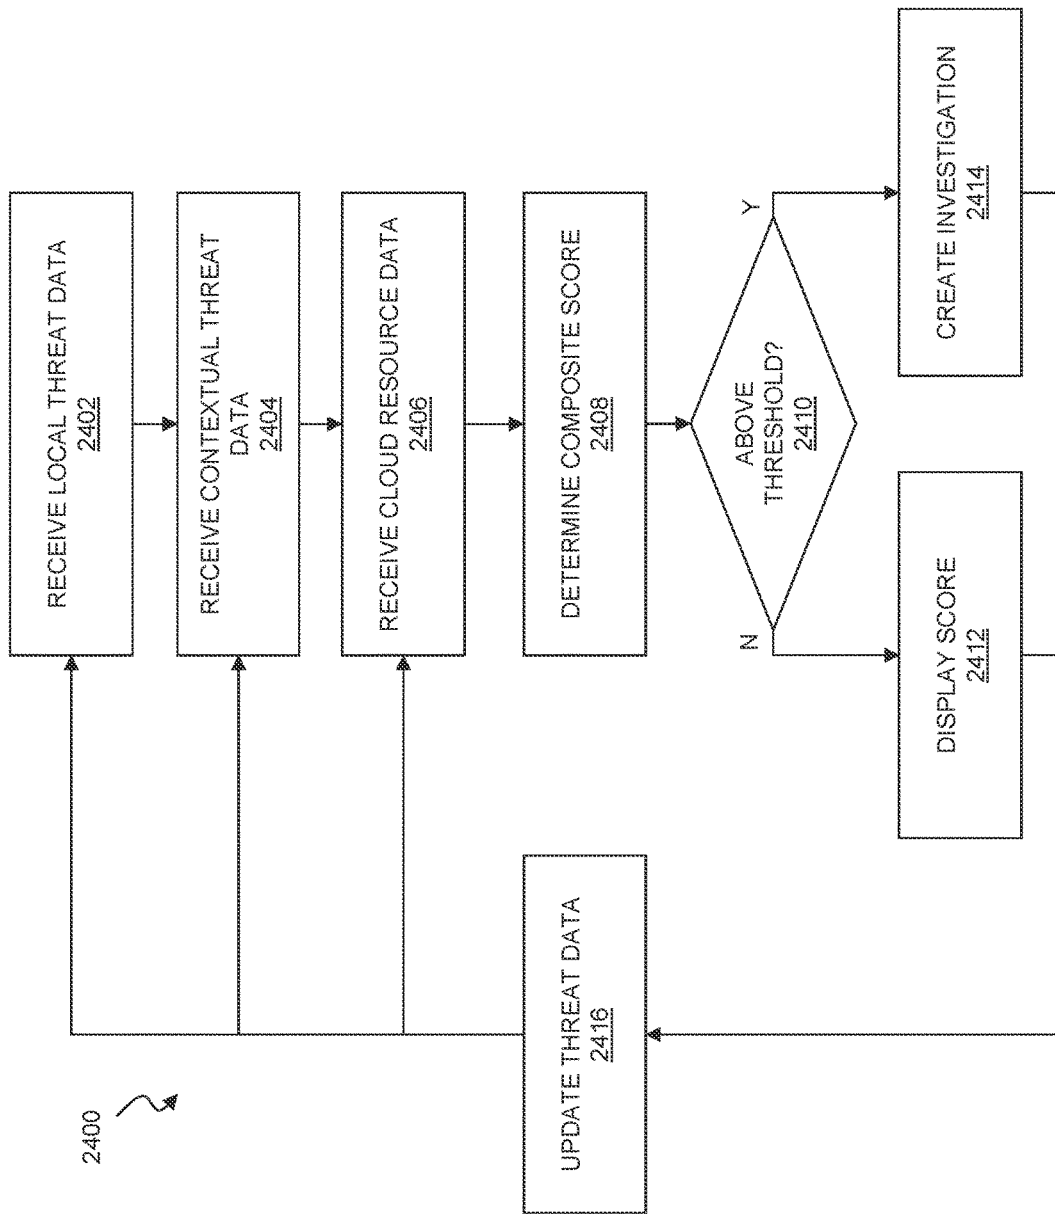 2400
RECEIVE LOCAL THREAT DATA
2402
RECEIVE CONTEXTUAL THREAT
DATA
2404
RECEIVE CLOUD RESOURCE DATA
2406
DETERMINE COMPOSITE SCORE
2408
ABOVE
THRESHOLD?
2410
N
Y
DISPLAY SCORE
2412
CREATE INVESTIGATION
2414
UPDATE THREAT DATA
2416